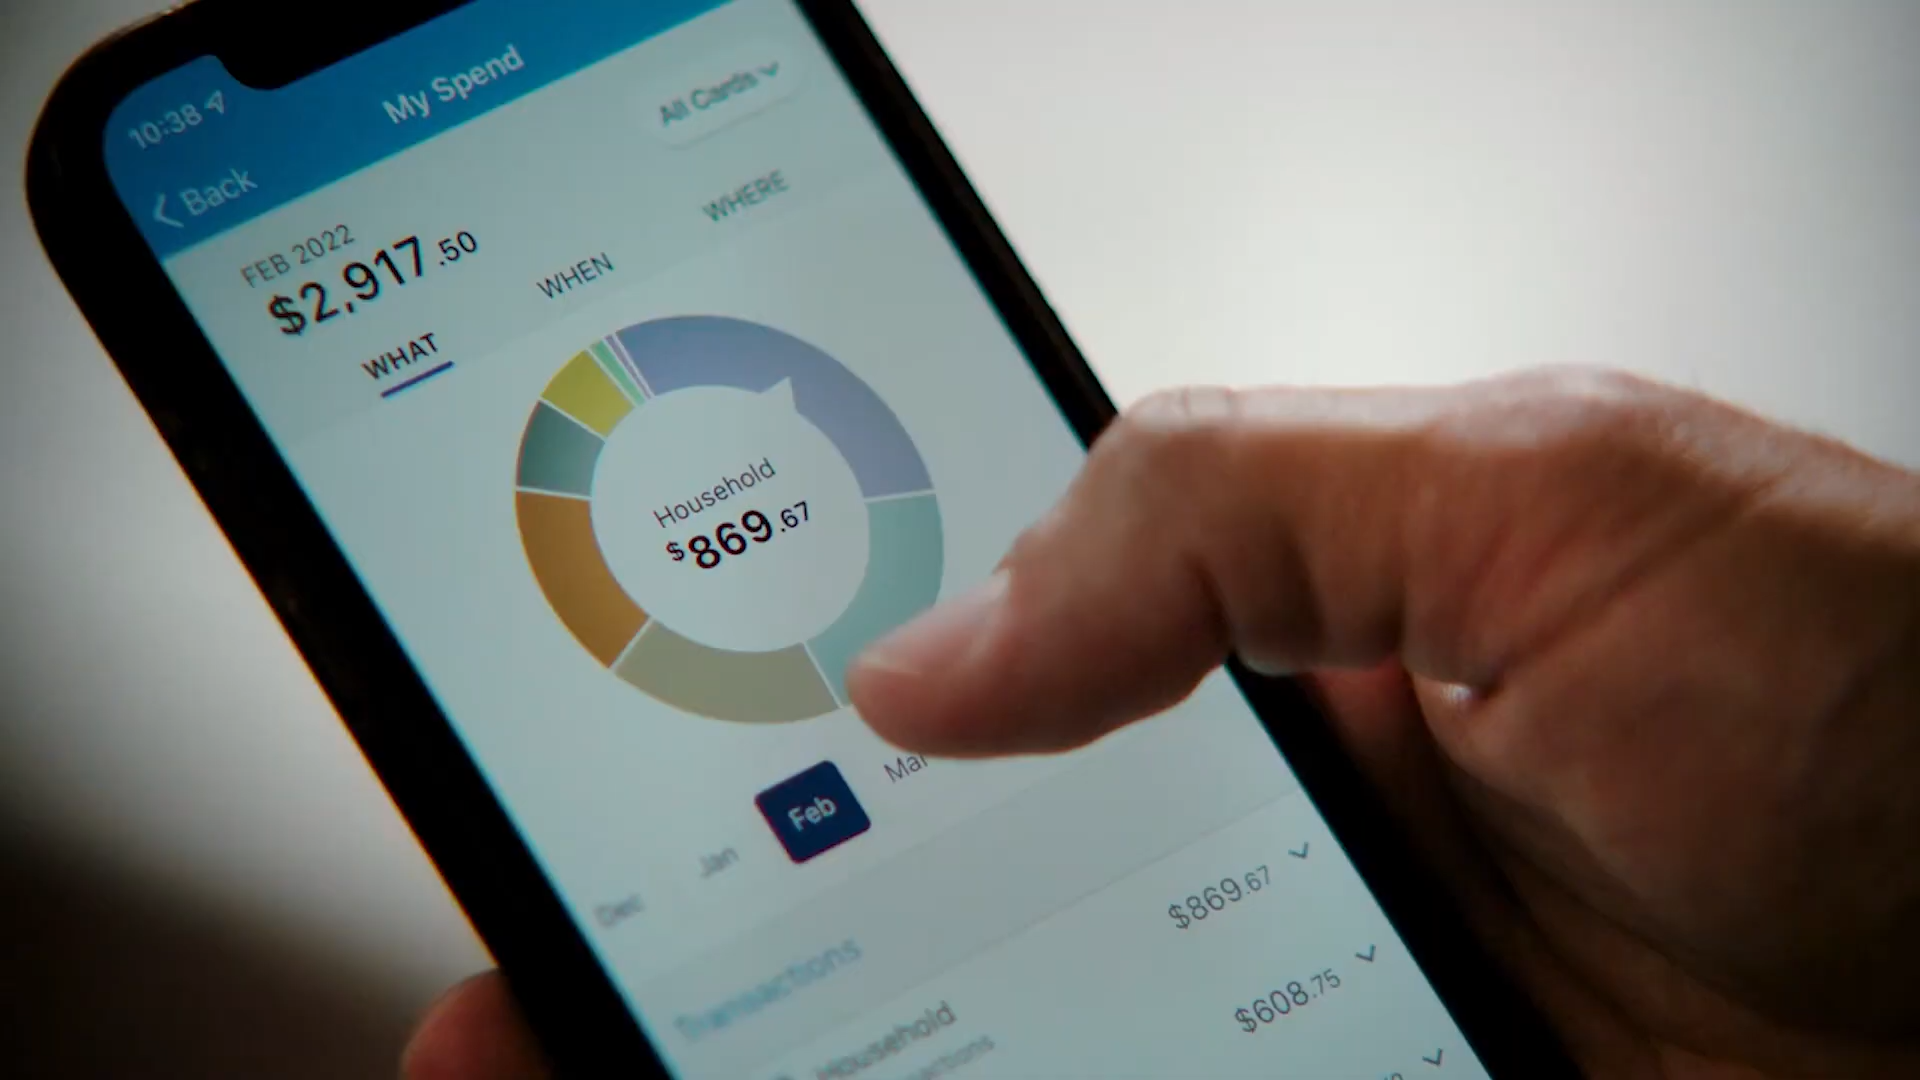 10:38
My Spend
Back
All Cards
FEB 2022
$2,917.50
WHAT
WHEN
WHERE
Household
$869.67
Dec
Jan
Feb
Mar
Transactions
$869.67
Household
$608.75